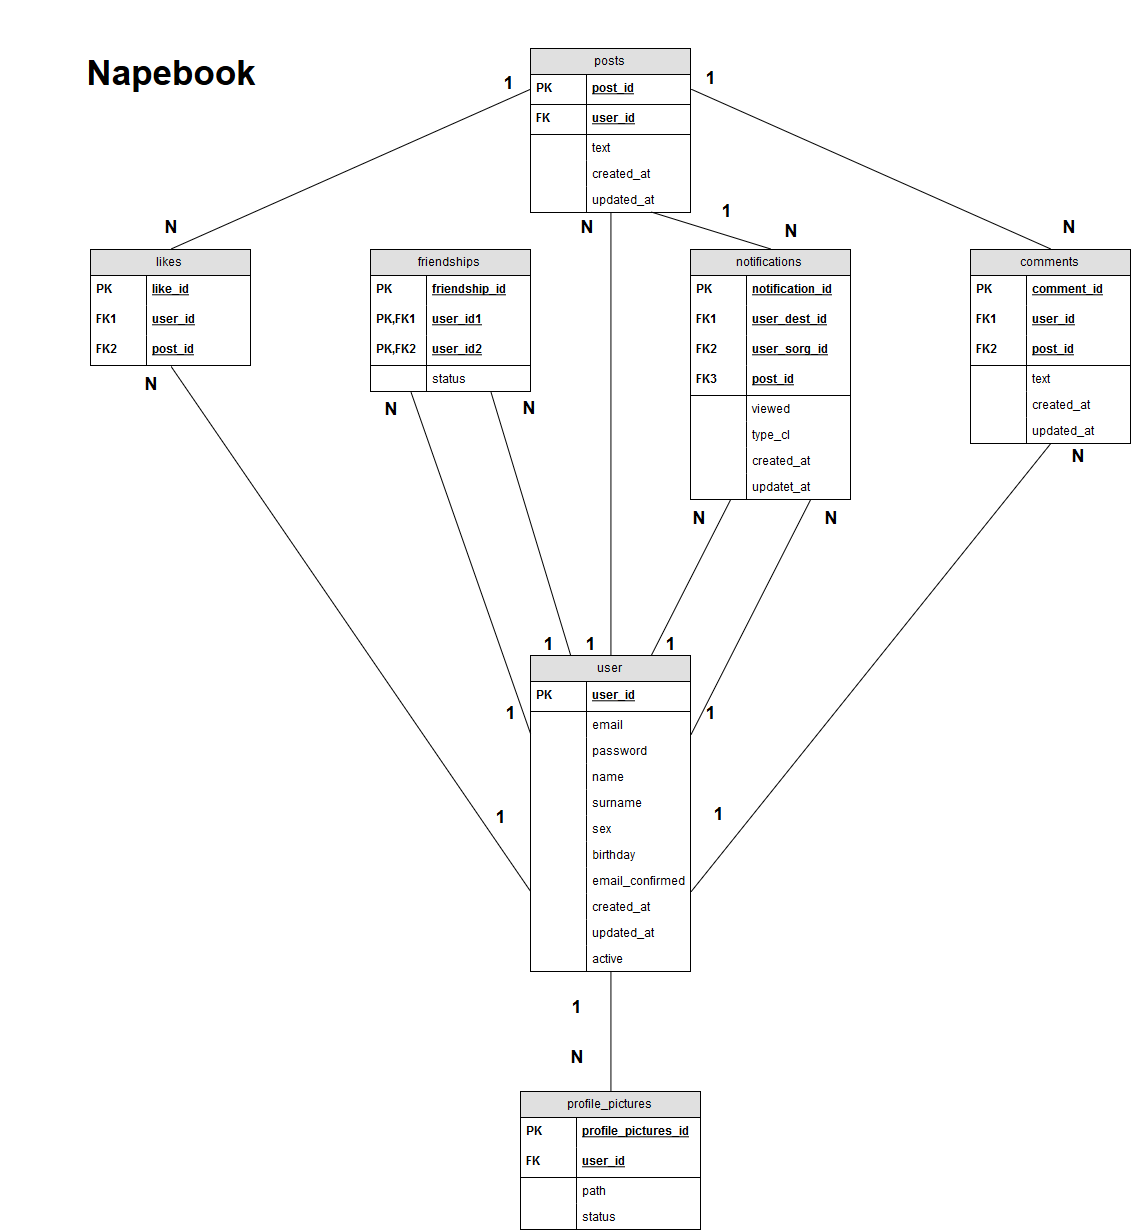 Napebook
posts
PK post_id
FK user_id
text
created_at
updated_at
1
1
N
N
1
N
N
likes
PK like_id
FK1 user_id
FK2 post_id
N
friendships
PK friendship_id
PK,FK1 user_id1
PK,FK2 user_id2
status
N
N
notifications
PK notification_id
FK1 user_dest_id
FK2 user_sorg_id
FK3 post_id
viewed
type_cl
created_at
updatet_at
N
N
comments
PK comment_id
FK1 user_id
FK2 post_id
text
created_at
updated_at
N
1
1
1
user
PK user_id
email
password
name
surname
sex
birthday
email_confirmed
created_at
updated_at
active
1
1
1
1
1
N
profile_pictures
PK profile_pictures_id
FK user_id
path
status